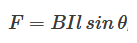 F = BIl sin θ,